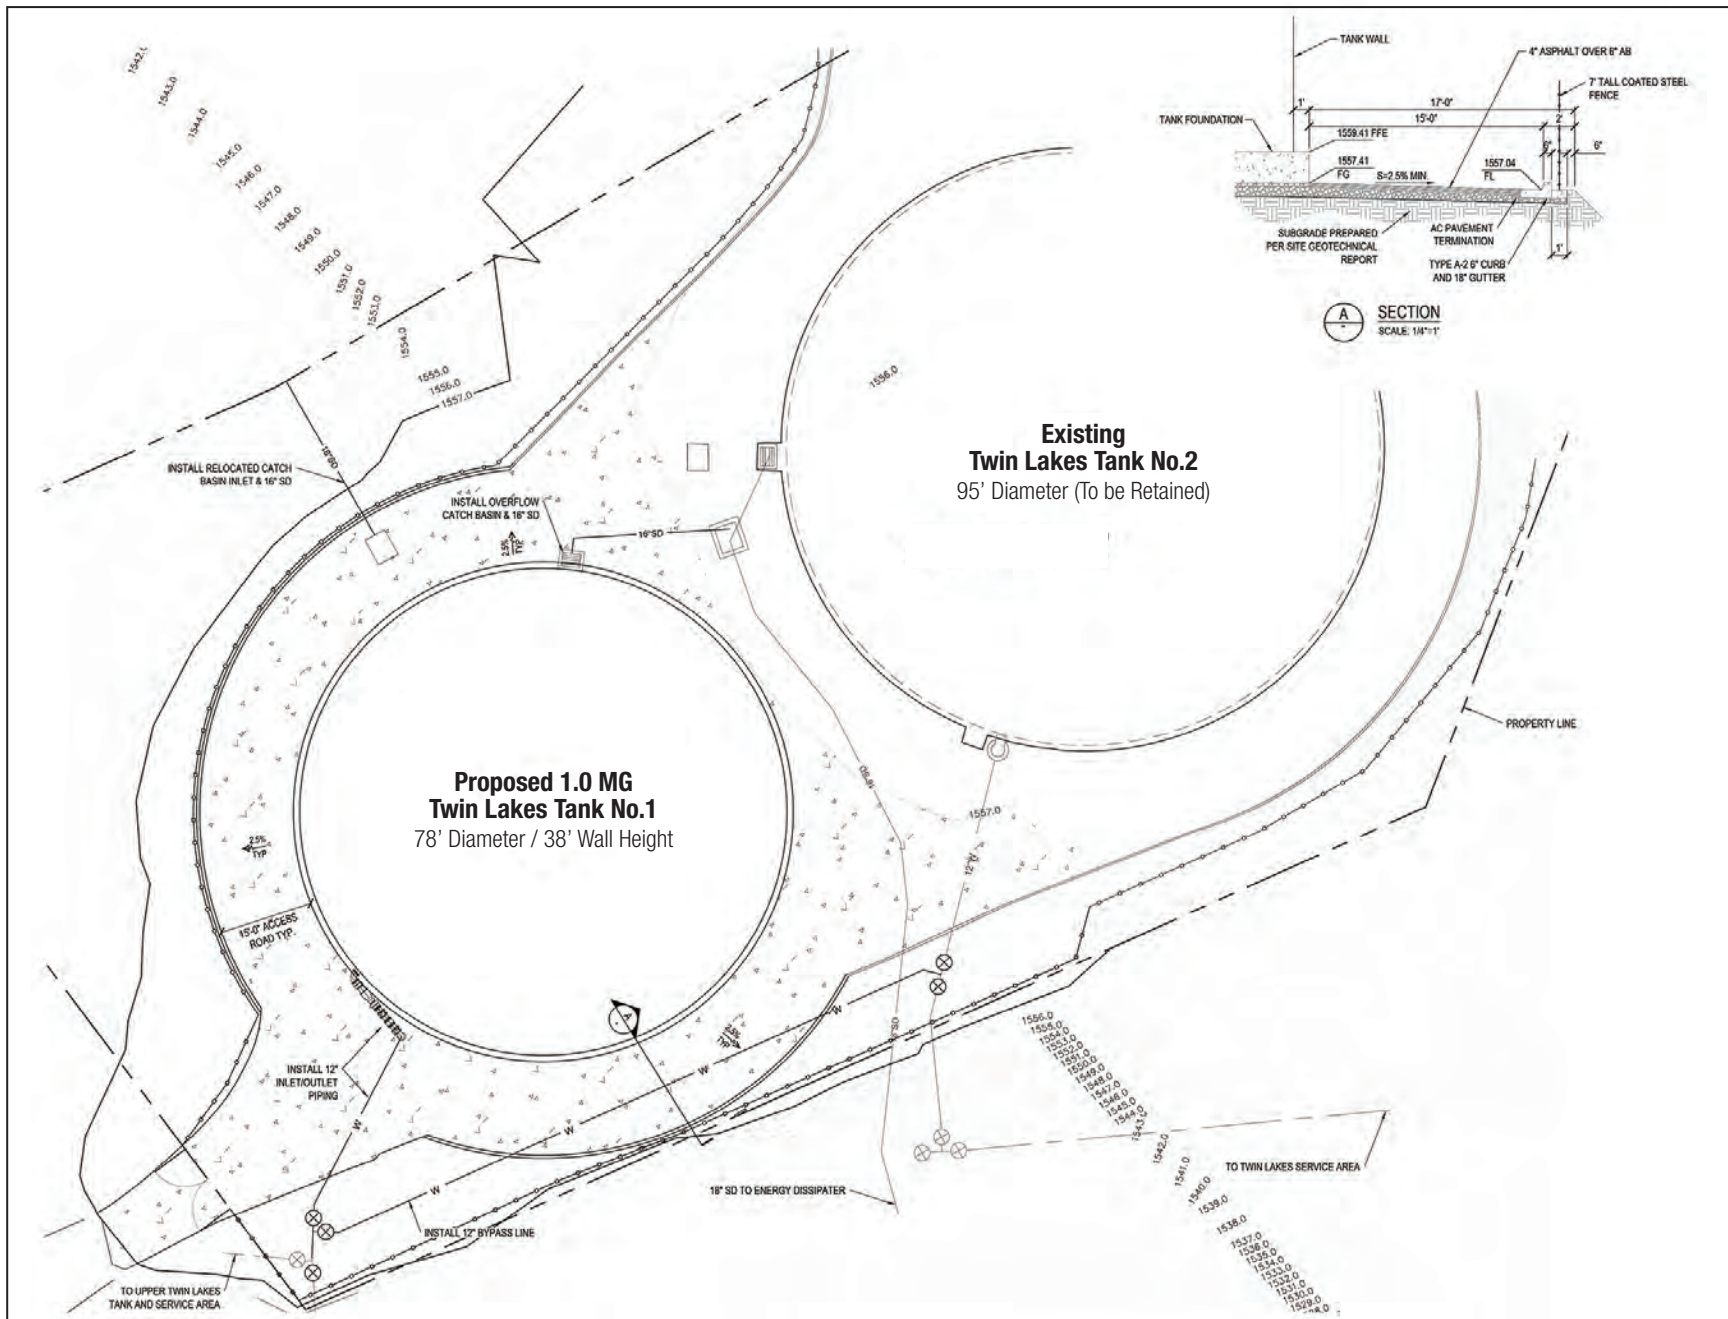 1542.0
1543.0
1544.0
1545.0
1546.0
1547.0
1548.0
1549.0
1550.0
1551.0
1552.0
1553.0
1554.0
1555.0
1556.0
1557.0
TANK WALL
4" ASPHALT OVER 6" AB
7' TALL COATED STEEL
FENCE
1'
17'-0"
15'-0"
2'
TANK FOUNDATION
1559.41 FFE
6"
6"
1557.41
FG
S=2.5% MIN.
1557.04
FL
SUBGRADE PREPARED
PER SITE GEOTECHNICAL
REPORT
AC PAVEMENT
TERMINATION
TYPE A-2 6" CURB
AND 18" GUTTER
1'
A
-
SECTION
SCALE: 1/4"=1'
1556.0
Existing
Twin Lakes Tank No.2
95' Diameter (To be Retained)
INSTALL RELOCATED CATCH
BASIN INLET & 16" SD
INSTALL OVERFLOW
CATCH BASIN & 16" SD
16"SD
2.5%
TYP
PROPERTY LINE
Proposed 1.0 MG
Twin Lakes Tank No.1
78' Diameter / 38' Wall Height
1557.0
12"W
2.5%
TYP
15'-0" ACCESS
ROAD TYP.
A
-
2.5%
TYP
INSTALL 12"
INLET/OUTLET
PIPING
W
W
W
W
W
1556.0
1555.0
1554.0
1553.0
1552.0
1551.0
1550.0
1549.0
1548.0
1547.0
1546.0
1545.0
1544.0
1543.0
1542.0
1541.0
1540.0
1539.0
1538.0
1537.0
1536.0
1535.0
1534.0
1533.0
1532.0
1531.0
1530.0
1529.0
TO TWIN LAKES SERVICE AREA
18" SD TO ENERGY DISSIPATER
INSTALL 12" BYPASS LINE
TO UPPER TWIN LAKES
TANK AND SERVICE AREA